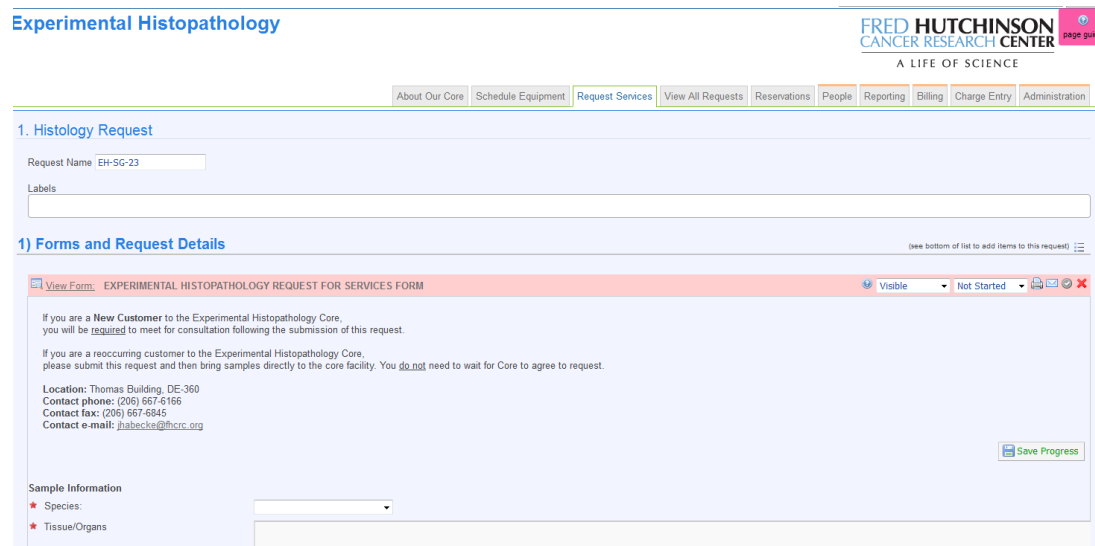 Experimental Histopathology
FRED HUTCHINSON
CANCER RESEARCH CENTER
A LIFE OF SCIENCE
page gui
About Our Core Schedule Equipment Request Services View All Requests Reservations People Reporting Billing Charge Entry Administration
1. Histology Request
Request Name EH-SG-23
Labels
1) Forms and Request Details
(see bottom of list to add items to this request)
View Form: EXPERIMENTAL HISTOPATHOLOGY REQUEST FOR SERVICES FORM
Visible Not Started
If you are a New Customer to the Experimental Histopathology Core,
you will be required to meet for consultation following the submission of this request.
If you are a reoccurring customer to the Experimental Histopathology Core,
please submit this request and then bring samples directly to the core facility. You do not need to wait for Core to agree to request.
Location: Thomas Building, DE-360
Contact phone: (206) 667-6166
Contact fax: (206) 667-6845
Contact e-mail: jhabecke@fhcrc.org
Save Progress
Sample Information
Species:
Tissue/Organs